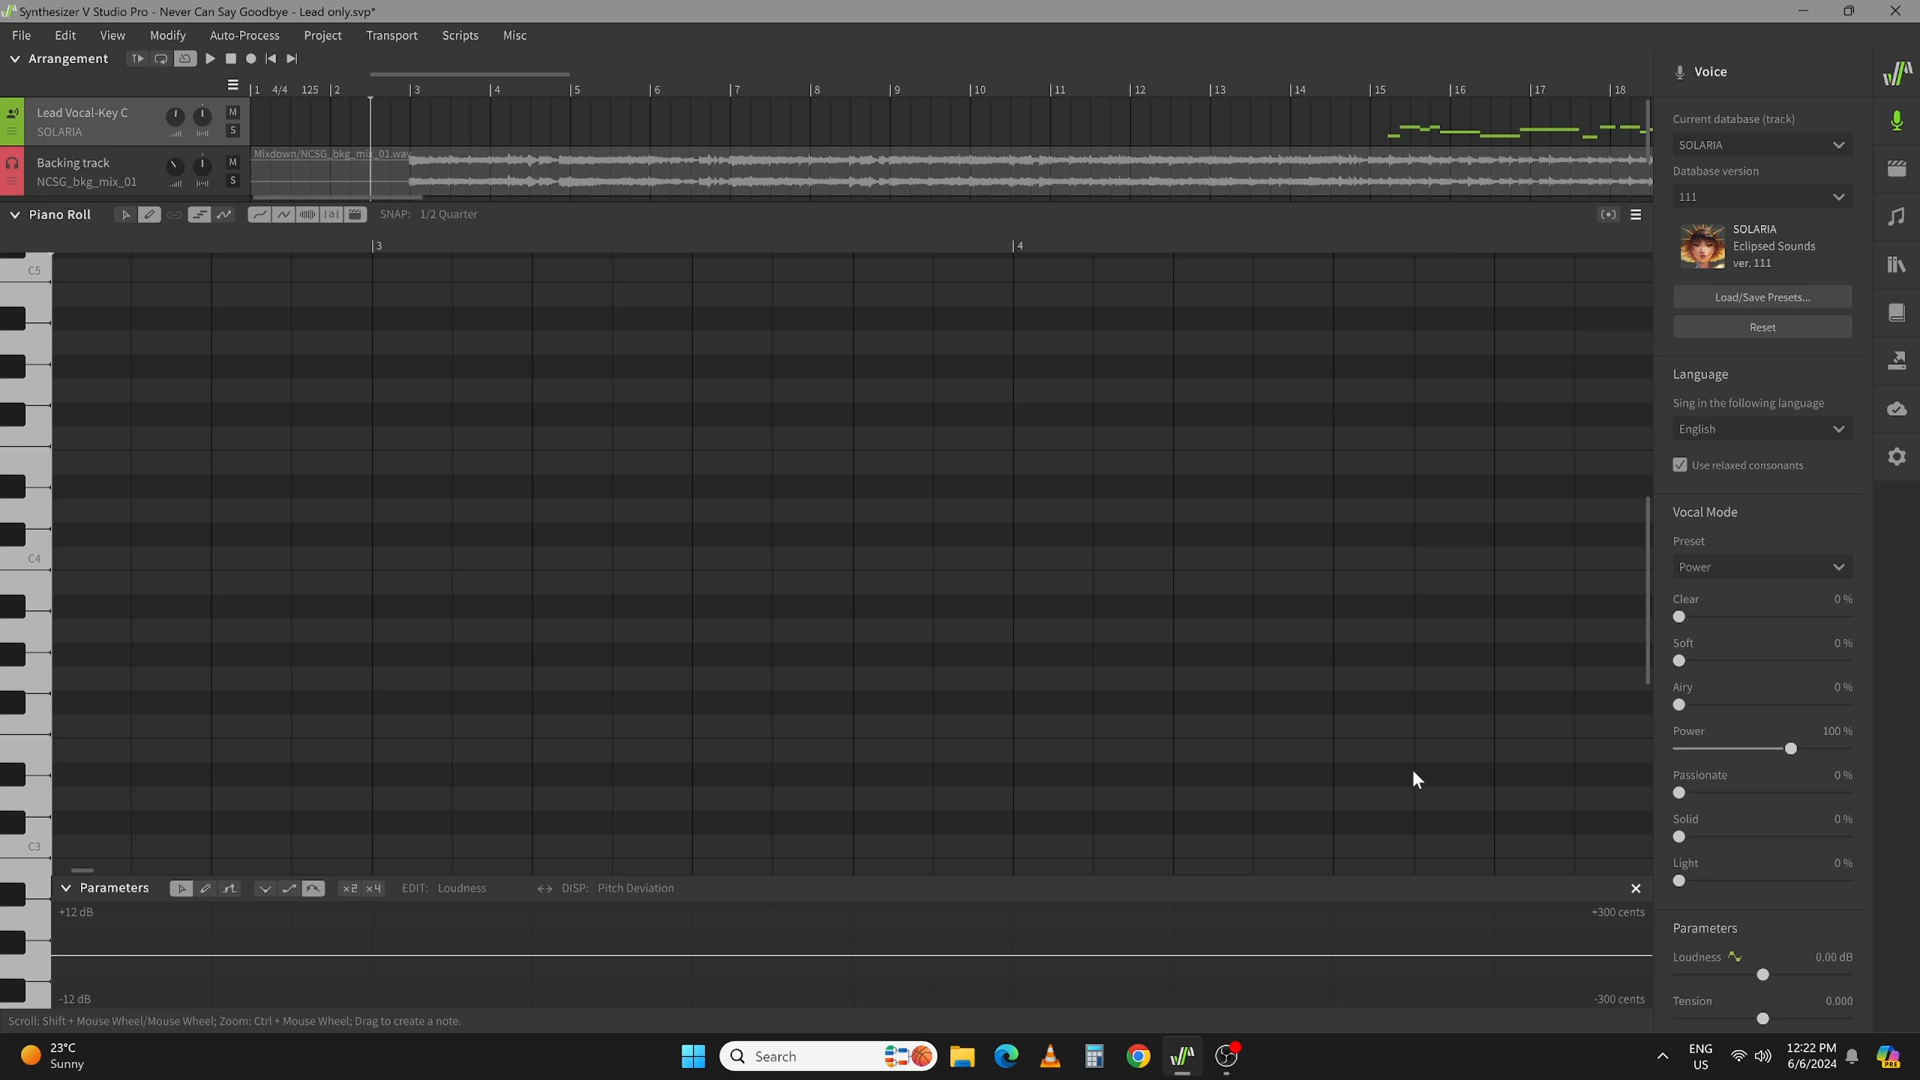 Synthesizer V Studio Pro - Never Can Say Goodbye - Lead only.svp*
File Edit View Modify Auto-Process Project Transport Scripts Misc
Arrangement
1 4/4 125 2 3 4 5 6 7 8 9 10 11 12 13 14 15 16 17 18
Lead Vocal-Key C M
SOLARIA S
Mixdown/NCSG_bkg_mix_01.wav
Backing track M
NCSG_bkg_mix_01 S
Piano Roll SNAP: 1/2 Quarter
3 4
C5
C4
C3
Parameters x2 x4 EDIT: Loudness DISP: Pitch Deviation
+12 dB +300 cents
-12 dB -300 cents
Scroll: Shift + Mouse Wheel/Mouse Wheel; Zoom: Ctrl + Mouse Wheel; Drag to create a note.
Voice
Current database (track)
SOLARIA
Database version
111
SOLARIA
Eclipsed Sounds
ver. 111
Load/Save Presets...
Reset
Language
Sing in the following language
English
Use relaxed consonants
Vocal Mode
Preset
Power
Clear 0 %
Soft 0 %
Airy 0 %
Power 100 %
Passionate 0 %
Solid 0 %
Light 0 %
Parameters
Loudness 0.00 dB
Tension 0.000
23°C
Sunny
Search
ENG
US
12:22 PM
6/6/2024
PRE